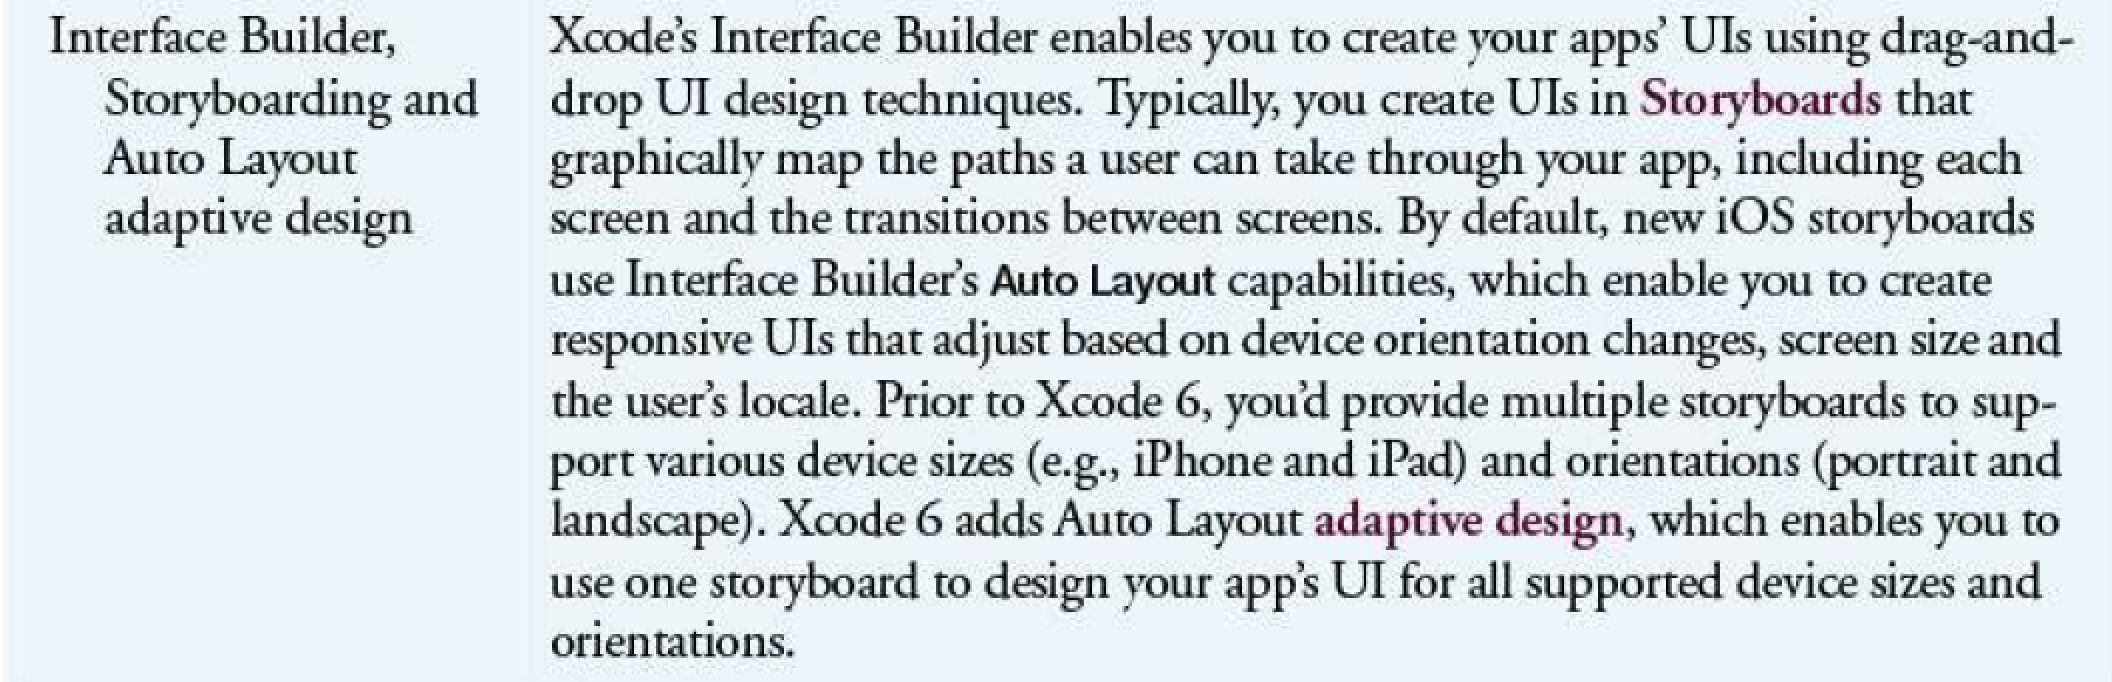 Interface Builder,
Storyboarding and
Auto Layout
adaptive design
Xcode’s Interface Builder enables you to create your apps’ UIs using drag-and-
drop UI design techniques. Typically, you create UIs in Storyboards that
graphically map the paths a user can take through your app, including each
screen and the transitions between screens. By default, new iOS storyboards
use Interface Builder’s Auto Layout capabilities, which enable you to create
responsive UIs that adjust based on device orientation changes, screen size and
the user’s locale. Prior to Xcode 6, you’d provide multiple storyboards to sup-
port various device sizes (e.g., iPhone and iPad) and orientations (portrait and
landscape). Xcode 6 adds Auto Layout adaptive design, which enables you to
use one storyboard to design your app’s UI for all supported device sizes and
orientations.